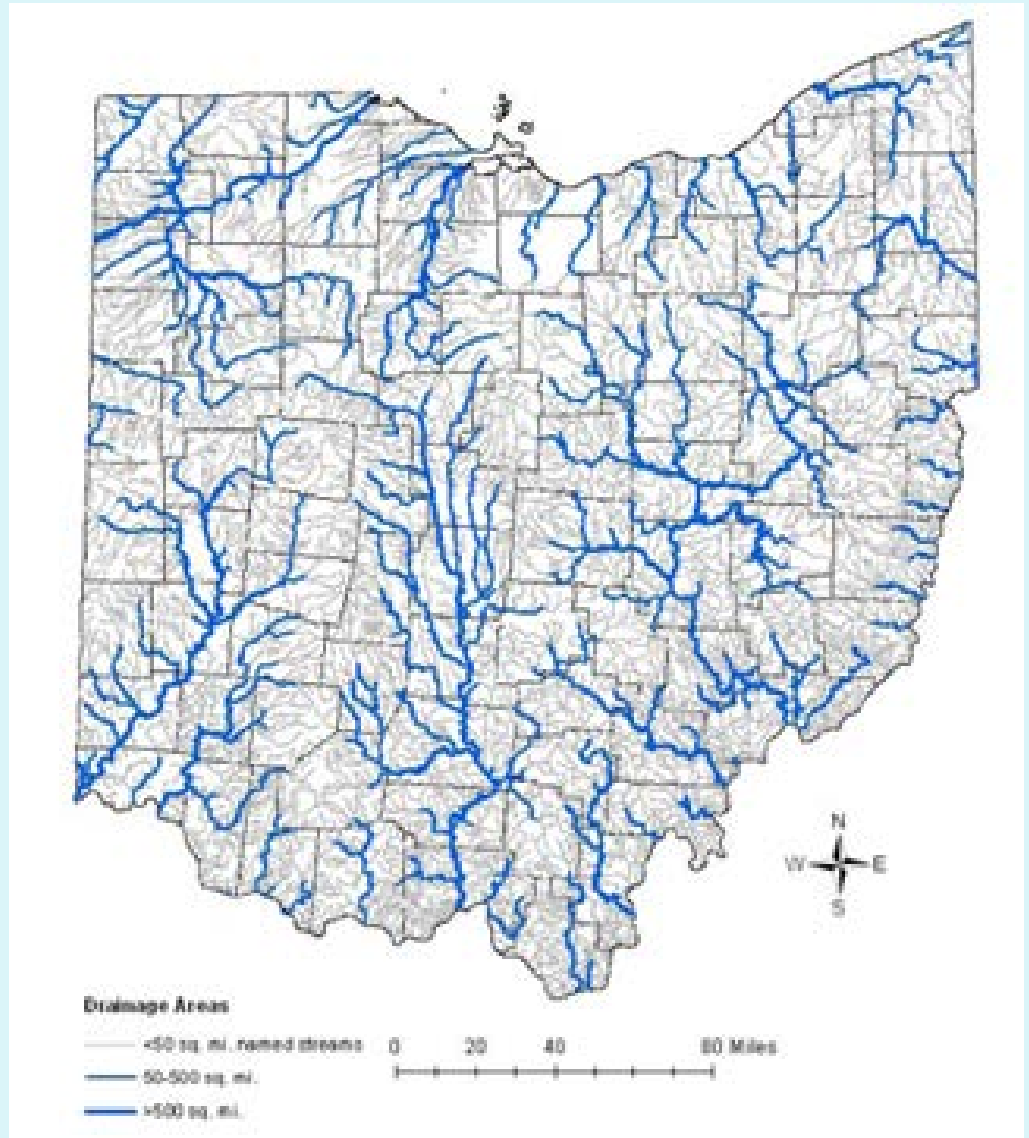 N
W E
S
Drainage Areas
<50 sq. mi. named streams
50-500 sq. mi.
>500 sq. mi.
0 20 40 80 Miles